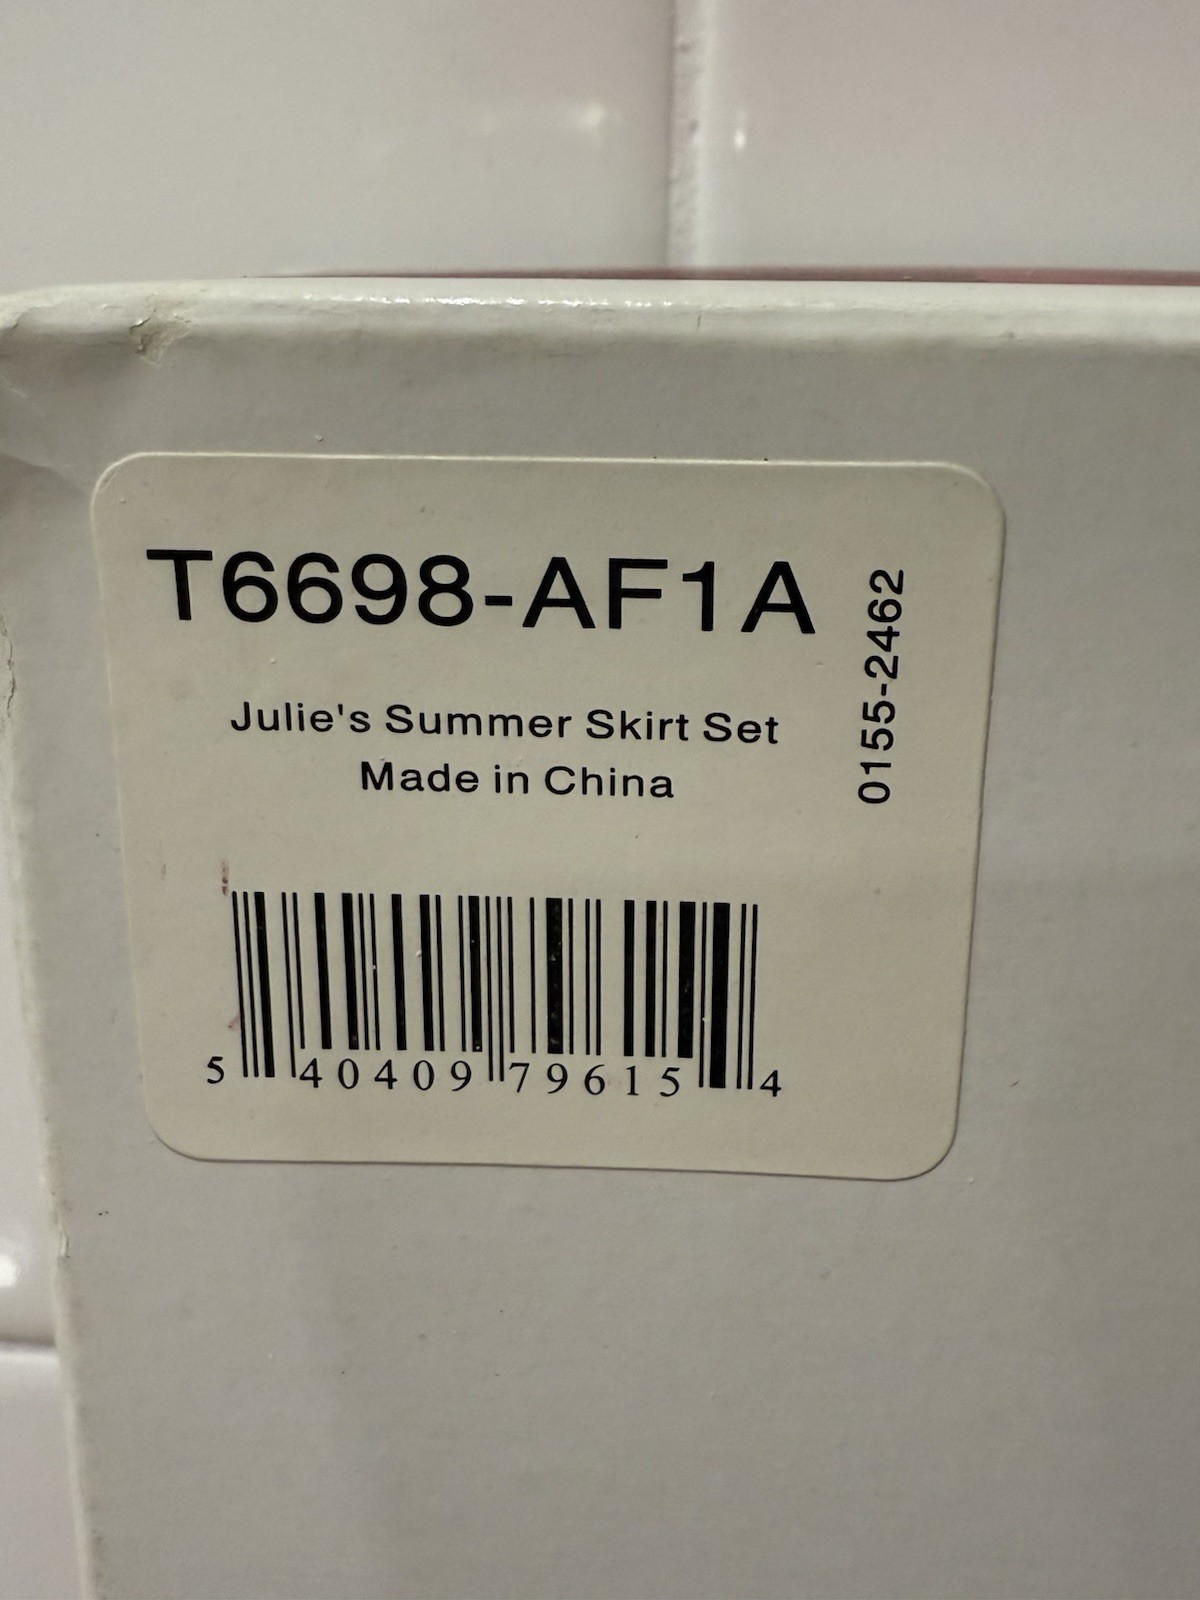 T6698-AF1A
0155-2462
Julie's Summer Skirt Set
Made in China
5 40409 79615 4